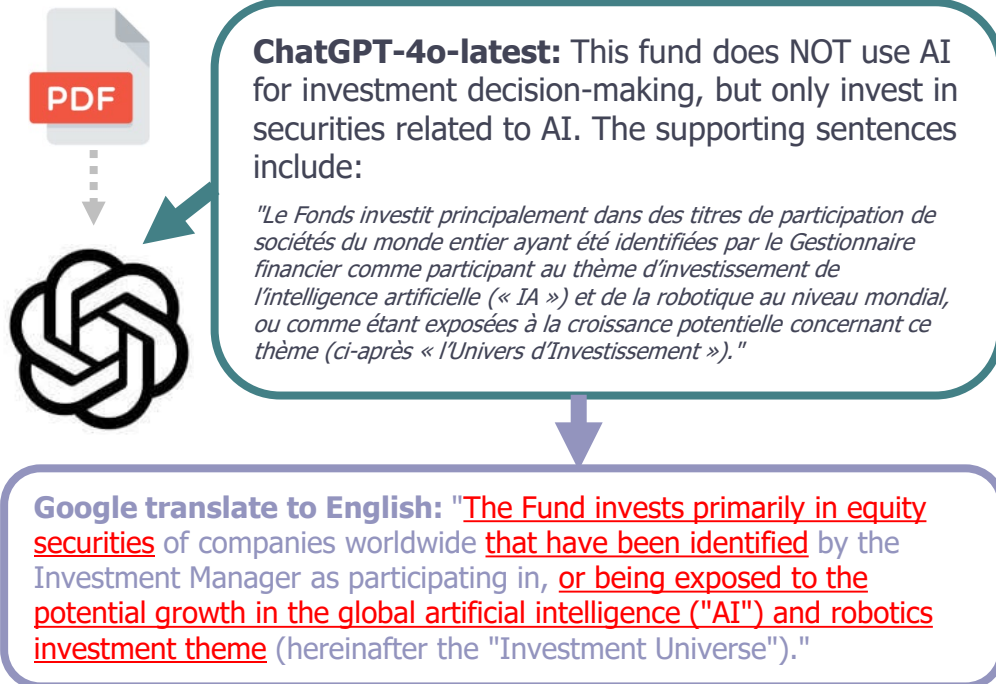 PDF
ChatGPT-4o-latest: This fund does NOT use AI
for investment decision-making, but only invest in
securities related to AI. The supporting sentences
include:
"Le Fonds investit principalement dans des titres de participation de
sociétés du monde entier ayant été identifiées par le Gestionnaire
financier comme participant au thème d'investissement de
l'intelligence artificielle (« IA ») et de la robotique au niveau mondial,
ou comme étant exposées à la croissance potentielle concernant ce
thème (ci-après « l'Univers d'Investissement »)."
Google translate to English: "The Fund invests primarily in equity
securities of companies worldwide that have been identified by the
Investment Manager as participating in, or being exposed to the
potential growth in the global artificial intelligence ("AI") and robotics
investment theme (hereinafter the "Investment Universe")."